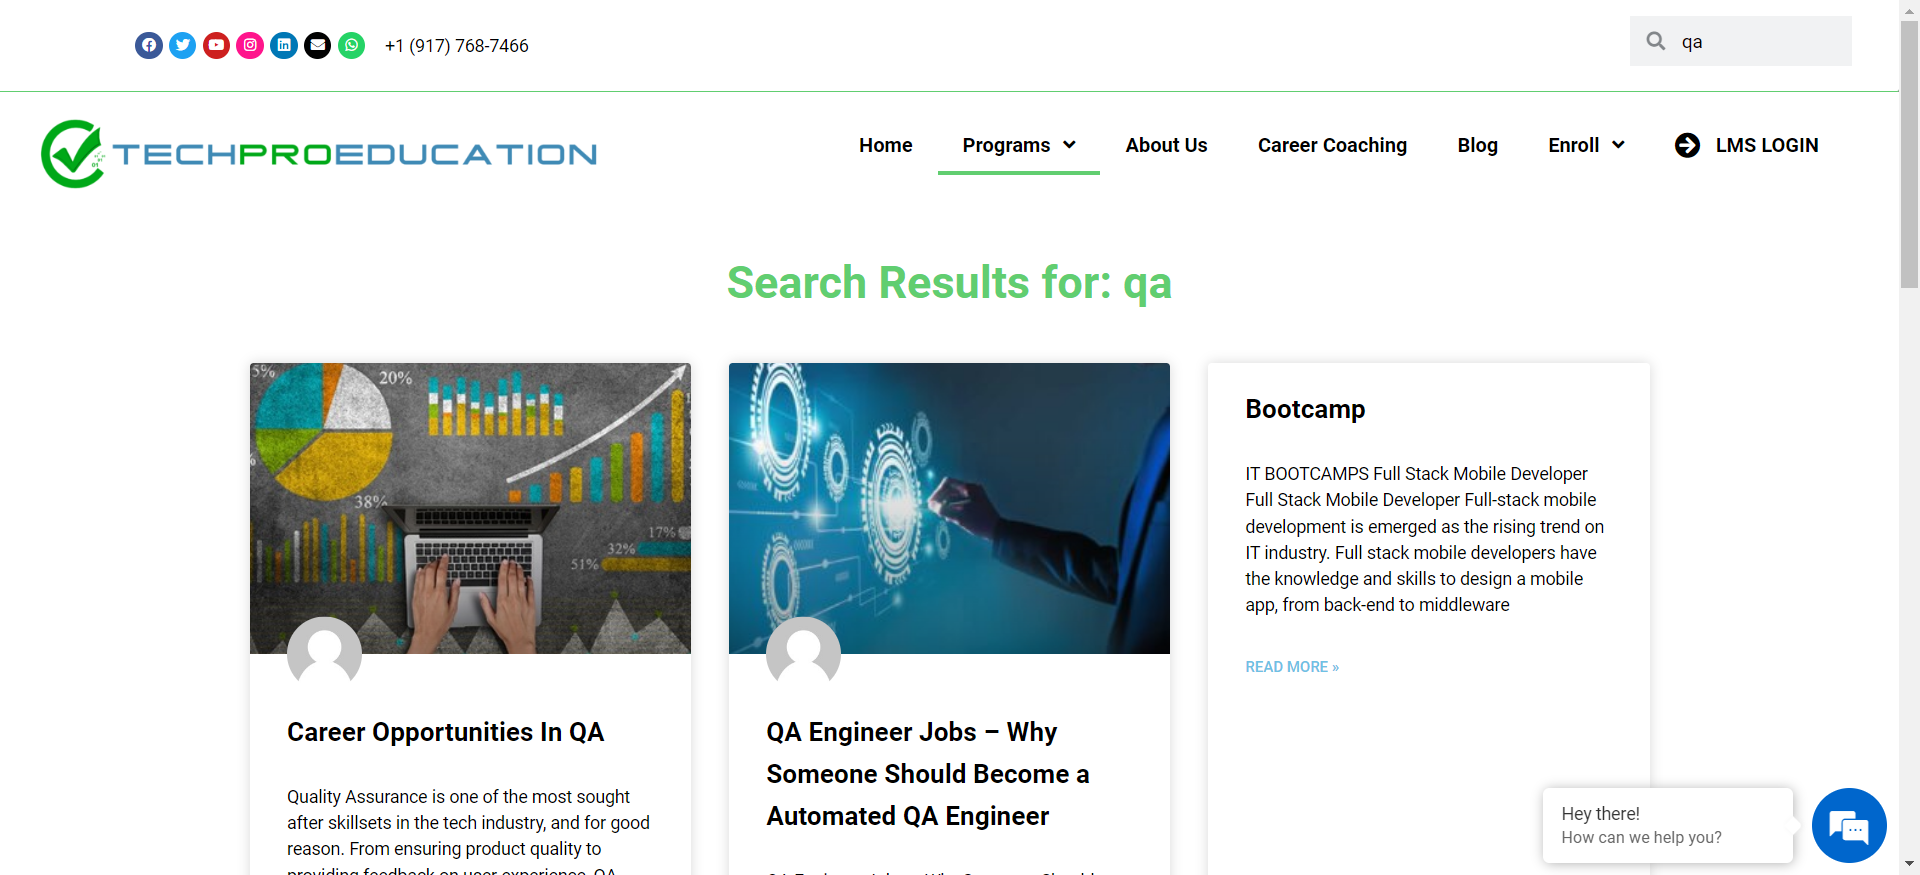 +1 (917) 768-7466
qa
TECHPROEDUCATION
Home Programs About Us Career Coaching Blog Enroll LMS LOGIN
Search Results for: qa
5%
20%
38%
17%
32%
51%
Career Opportunities In QA
Quality Assurance is one of the most sought
after skillsets in the tech industry, and for good
reason. From ensuring product quality to
providing feedback on user experience, QA
QA Engineer Jobs – Why
Someone Should Become a
Automated QA Engineer
Bootcamp
IT BOOTCAMPS Full Stack Mobile Developer
Full Stack Mobile Developer Full-stack mobile
development is emerged as the rising trend on
IT industry. Full stack mobile developers have
the knowledge and skills to design a mobile
app, from back-end to middleware
READ MORE »
Hey there!
How can we help you?